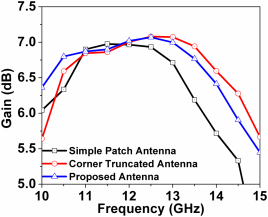 Gain (dB)
7.5
7.0
6.5
6.0
5.5
5.0
Simple Patch Antenna
Corner Truncated Antenna
Proposed Antenna
10 11 12 13 14 15
Frequency (GHz)